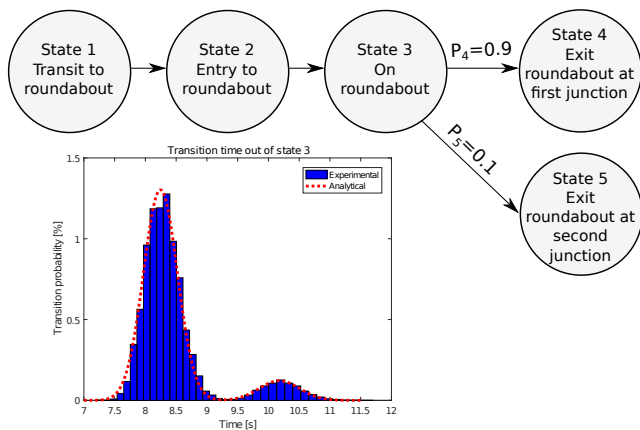 State 1
Transit to
roundabout
State 2
Entry to
roundabout
State 3
On
roundabout
P₄=0.9
State 4
Exit
roundabout at
first junction
P₅=0.1
State 5
Exit
roundabout at
second
junction
Transition time out of state 3
Experimental
Analytical
Transition probability [%]
1.5
1
0.5
0
7 7.5 8 8.5 9 9.5 10 10.5 11 11.5 12
Time [s]